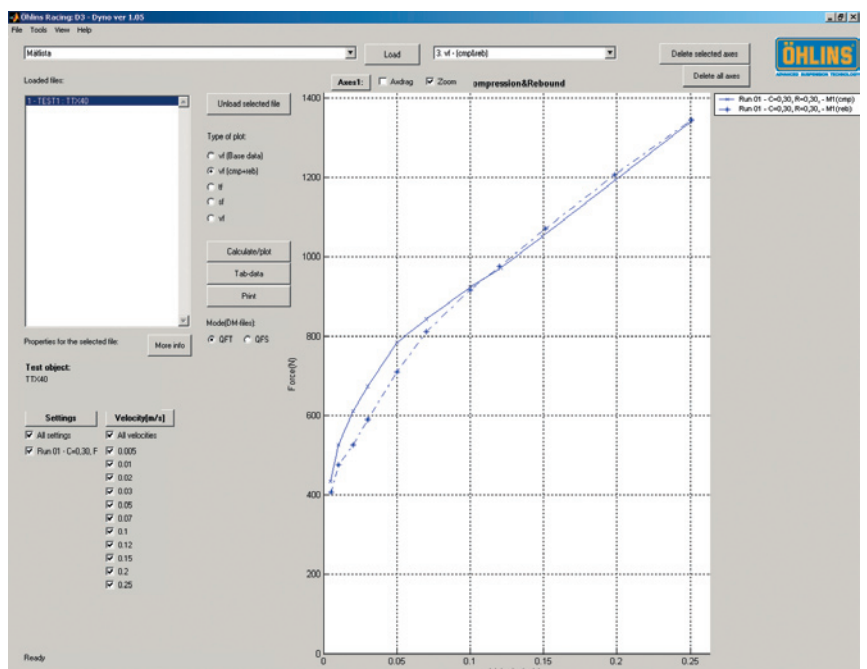 Öhlins Racing: D3 - Dyno ver 1.05
File Tools View Help
Mätlista
Load
3. vf - (cmp&reb)
Delete selected axes
Delete all axes
ÖHLINS
ADVANCED SUSPENSION TECHNOLOGY
Loaded files:
1 - TEST1 : TTX40
Unload selected file
Type of plot:
vf (Base data)
vf (cmp+reb)
tf
sf
vf
Calculate/plot
Tab-data
Print
Mode(DM-files):
QFT QFS
Properties for the selected file:
More info
Test object:
TTX40
Settings
Velocity[m/s]
All settings
All velocities
Run 01 - C=0,30, F
0.005
0.01
0.02
0.03
0.05
0.07
0.1
0.12
0.15
0.2
0.25
Ready
Axes1:
Axdrag
Zoom
ompression&Rebound
Run 01 - C=0,30, R=0,30, - M1(cmp)
Run 01 - C=0,30, R=0,30, - M1(reb)
1400
1200
1000
800
600
400
200
0
Force(N)
0 0.05 0.1 0.15 0.2 0.25